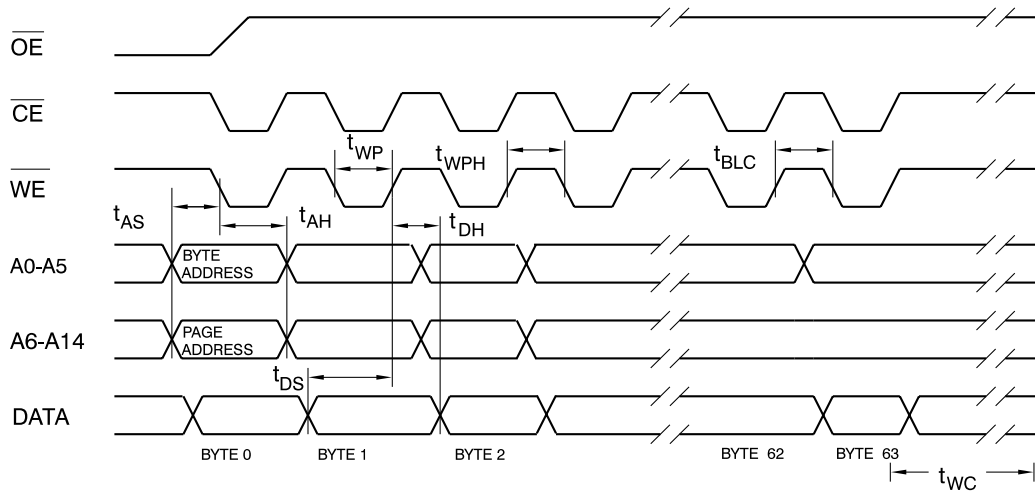 OE
CE
tWP
tWPH
tBLC
WE
tAS
tAH
tDH
A0-A5
BYTE
ADDRESS
A6-A14
PAGE
ADDRESS
tDS
DATA
BYTE 0
BYTE 1
BYTE 2
BYTE 62
BYTE 63
tWC